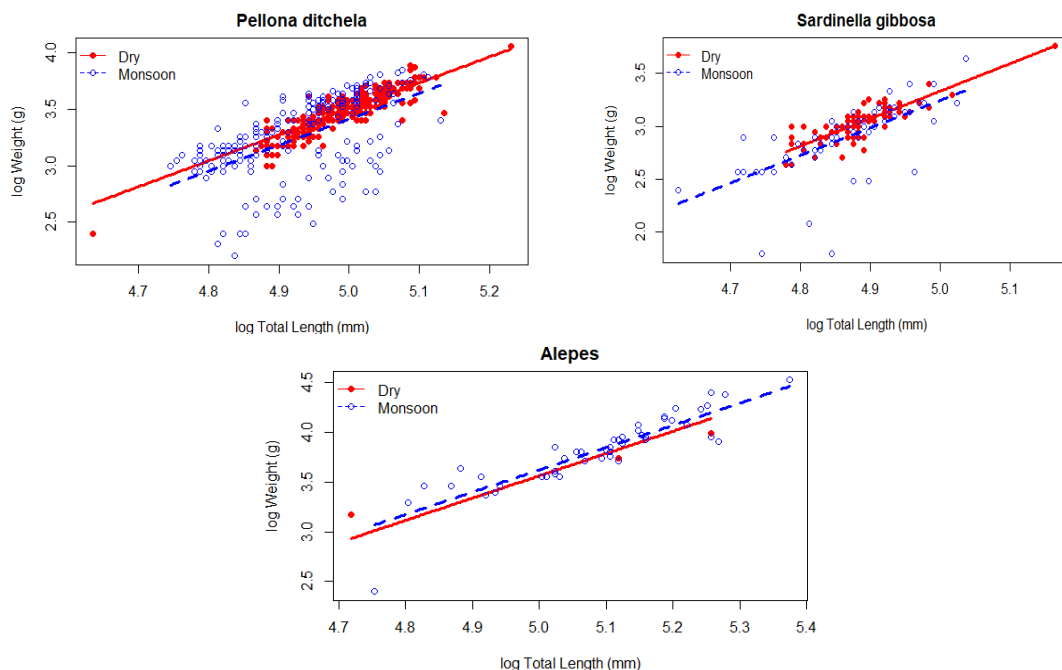 Pellona ditchela
Dry
Monsoon
log Weight (g)
4.0
3.5
3.0
2.5
4.7 4.8 4.9 5.0 5.1 5.2
log Total Length (mm)
Sardinella gibbosa
Dry
Monsoon
log Weight (g)
3.5
3.0
2.5
2.0
4.7 4.8 4.9 5.0 5.1
log Total Length (mm)
Alepes
Dry
Monsoon
log Weight (g)
4.5
4.0
3.5
3.0
2.5
4.7 4.8 4.9 5.0 5.1 5.2 5.3 5.4
log Total Length (mm)